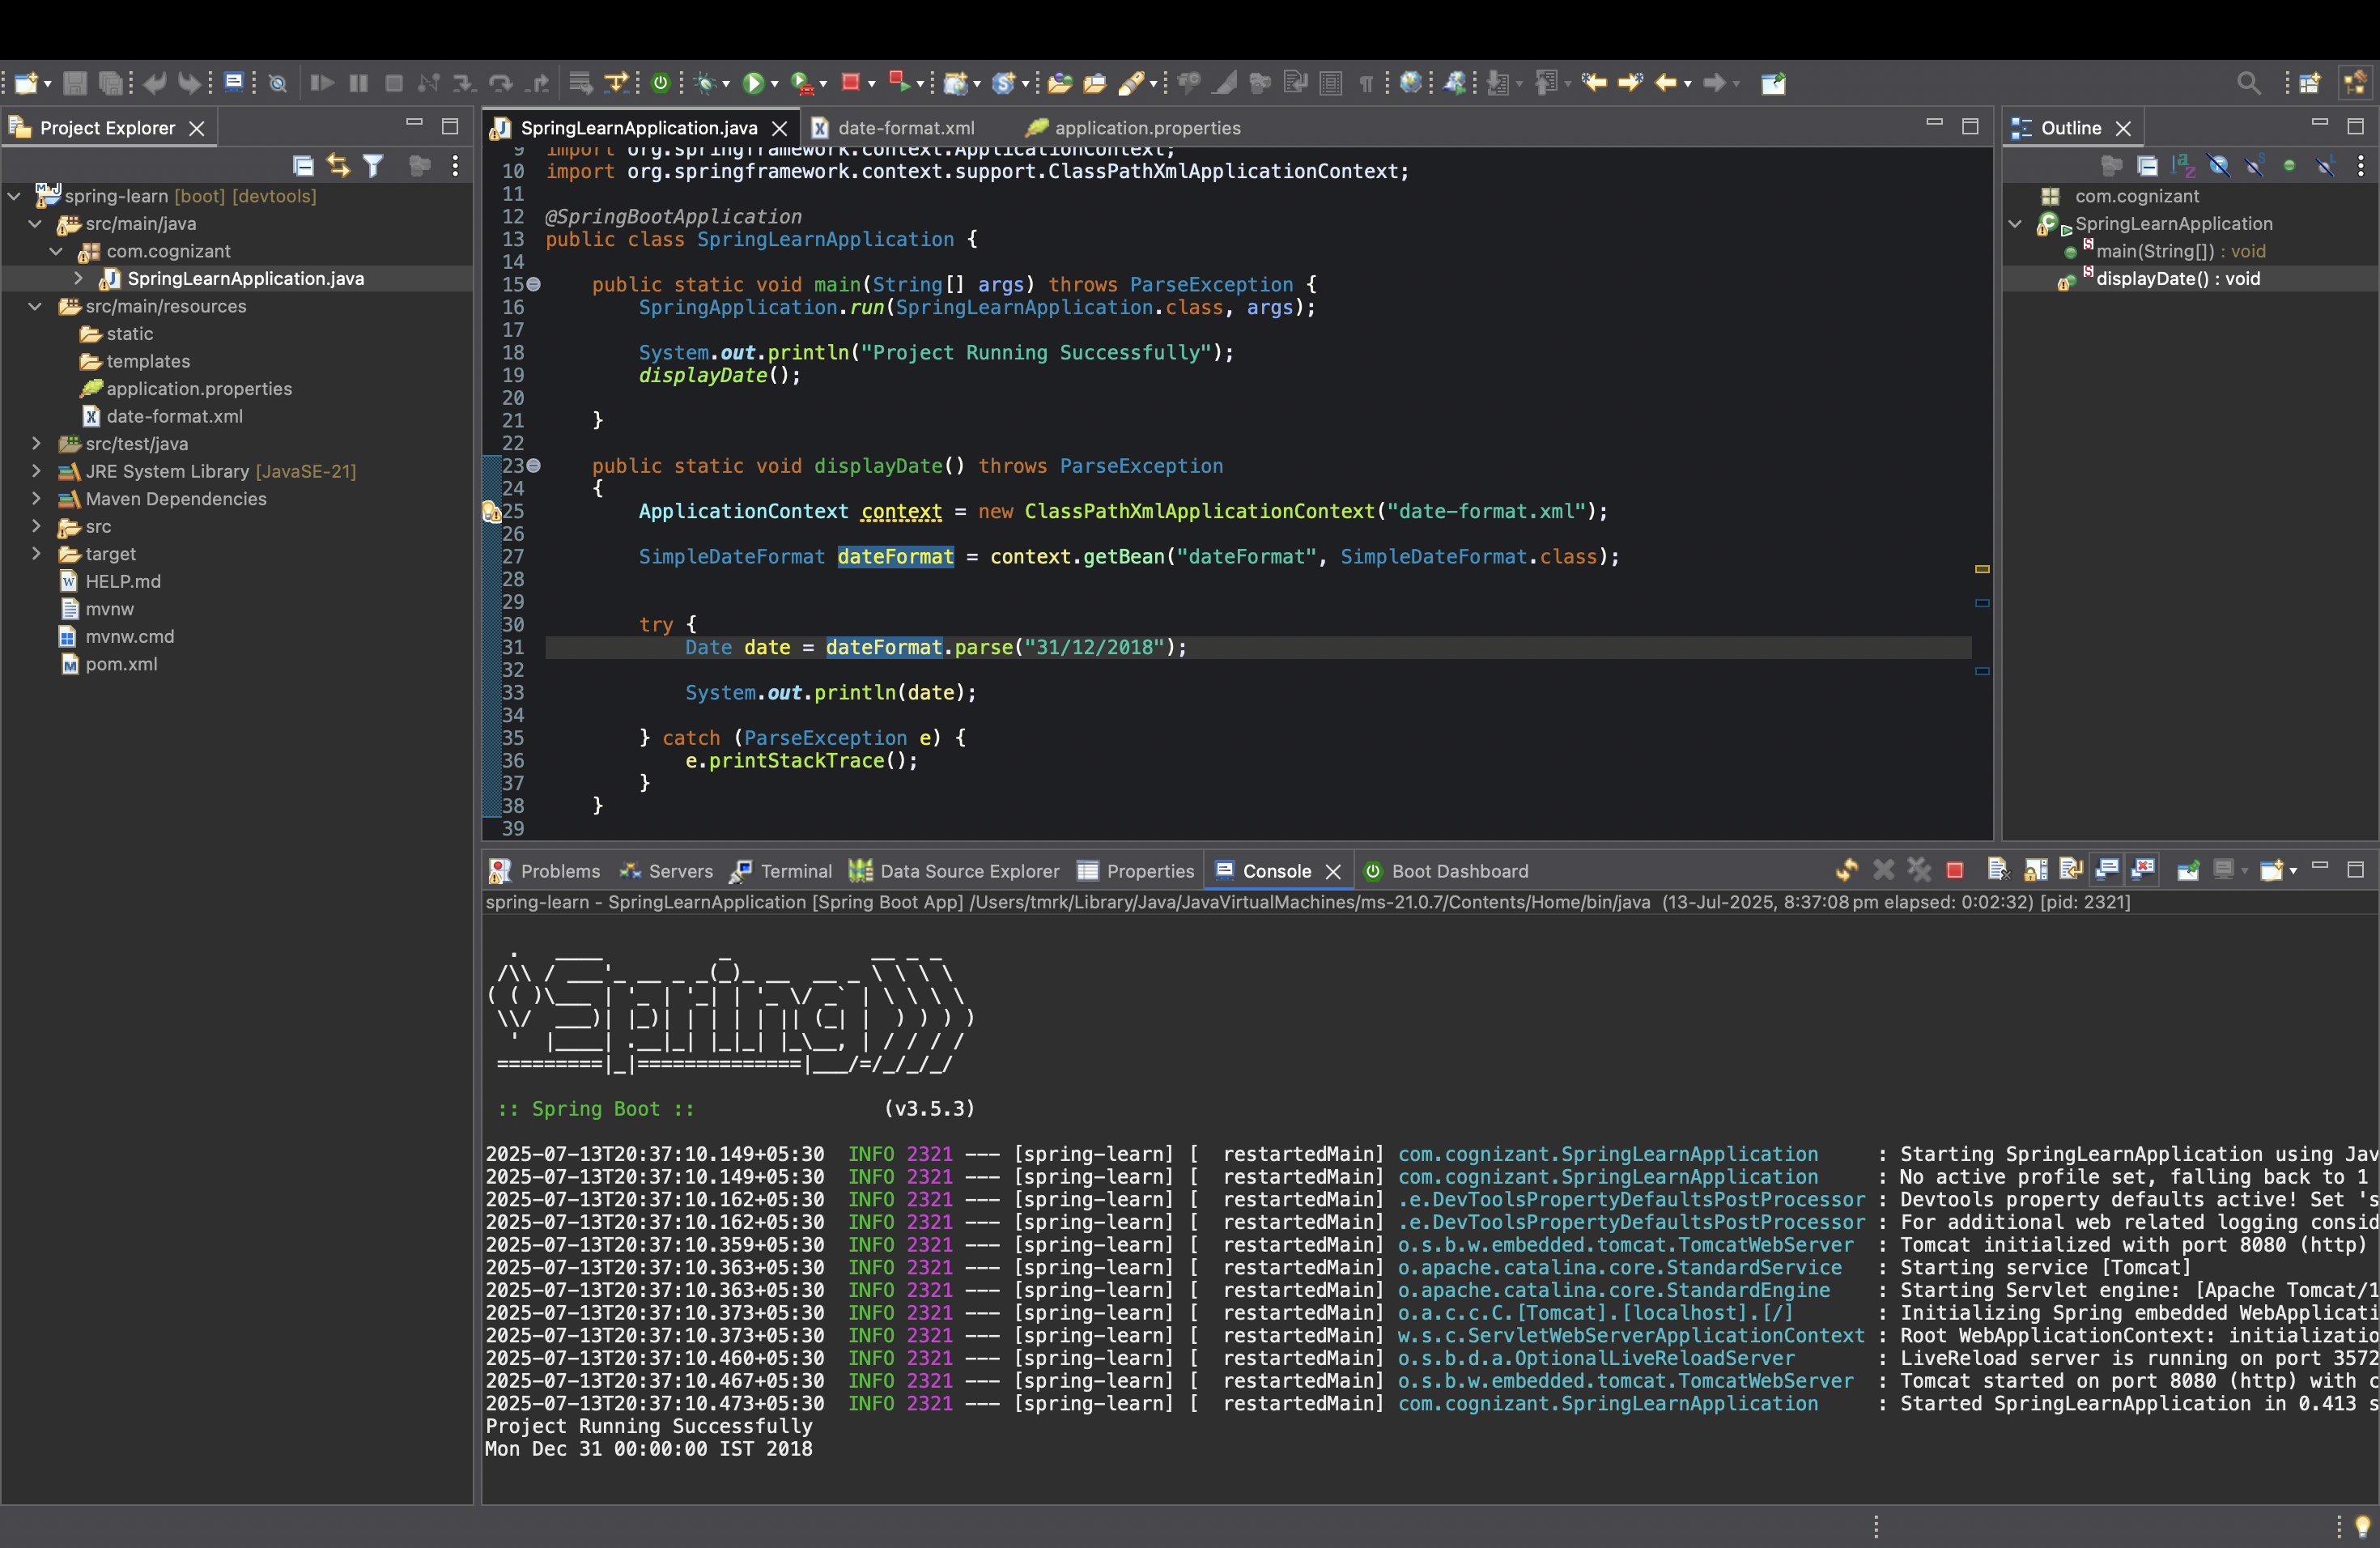 Project Explorer
spring-learn [boot] [devtools]
src/main/java
com.cognizant
SpringLearnApplication.java
src/main/resources
static
templates
application.properties
date-format.xml
src/test/java
JRE System Library [JavaSE-21]
Maven Dependencies
src
target
HELP.md
mvnw
mvnw.cmd
pom.xml
SpringLearnApplication.java
date-format.xml
application.properties
9 import org.springframework.context.ApplicationContext;
10 import org.springframework.context.support.ClassPathXmlApplicationContext;
11
12 @SpringBootApplication
13 public class SpringLearnApplication {
14
15 public static void main(String[] args) throws ParseException {
16 SpringApplication.run(SpringLearnApplication.class, args);
17
18 System.out.println("Project Running Successfully");
19 displayDate();
20
21 }
22
23 public static void displayDate() throws ParseException
24 {
25 ApplicationContext context = new ClassPathXmlApplicationContext("date-format.xml");
26
27 SimpleDateFormat dateFormat = context.getBean("dateFormat", SimpleDateFormat.class);
28
29
30 try {
31 Date date = dateFormat.parse("31/12/2018");
32
33 System.out.println(date);
34
35 } catch (ParseException e) {
36 e.printStackTrace();
37 }
38 }
39
Outline
com.cognizant
SpringLearnApplication
main(String[]) : void
displayDate() : void
Problems
Servers
Terminal
Data Source Explorer
Properties
Console
Boot Dashboard
spring-learn - SpringLearnApplication [Spring Boot App] /Users/tmrk/Library/Java/JavaVirtualMachines/ms-21.0.7/Contents/Home/bin/java (13-Jul-2025, 8:37:08 pm elapsed: 0:02:32) [pid: 2321]
Spring
:: Spring Boot :: (v3.5.3)
2025-07-13T20:37:10.149+05:30 INFO 2321 --- [spring-learn] [ restartedMain] com.cognizant.SpringLearnApplication : Starting SpringLearnApplication using Jav
2025-07-13T20:37:10.149+05:30 INFO 2321 --- [spring-learn] [ restartedMain] com.cognizant.SpringLearnApplication : No active profile set, falling back to 1
2025-07-13T20:37:10.162+05:30 INFO 2321 --- [spring-learn] [ restartedMain] .e.DevToolsPropertyDefaultsPostProcessor : Devtools property defaults active! Set 's
2025-07-13T20:37:10.162+05:30 INFO 2321 --- [spring-learn] [ restartedMain] .e.DevToolsPropertyDefaultsPostProcessor : For additional web related logging consid
2025-07-13T20:37:10.359+05:30 INFO 2321 --- [spring-learn] [ restartedMain] o.s.b.w.embedded.tomcat.TomcatWebServer : Tomcat initialized with port 8080 (http)
2025-07-13T20:37:10.363+05:30 INFO 2321 --- [spring-learn] [ restartedMain] o.apache.catalina.core.StandardService : Starting service [Tomcat]
2025-07-13T20:37:10.363+05:30 INFO 2321 --- [spring-learn] [ restartedMain] o.apache.catalina.core.StandardEngine : Starting Servlet engine: [Apache Tomcat/1
2025-07-13T20:37:10.373+05:30 INFO 2321 --- [spring-learn] [ restartedMain] o.a.c.c.C.[Tomcat].[localhost].[/] : Initializing Spring embedded WebApplicati
2025-07-13T20:37:10.373+05:30 INFO 2321 --- [spring-learn] [ restartedMain] w.s.c.ServletWebServerApplicationContext : Root WebApplicationContext: initializatio
2025-07-13T20:37:10.460+05:30 INFO 2321 --- [spring-learn] [ restartedMain] o.s.b.d.a.OptionalLiveReloadServer : LiveReload server is running on port 3572
2025-07-13T20:37:10.467+05:30 INFO 2321 --- [spring-learn] [ restartedMain] o.s.b.w.embedded.tomcat.TomcatWebServer : Tomcat started on port 8080 (http) with c
2025-07-13T20:37:10.473+05:30 INFO 2321 --- [spring-learn] [ restartedMain] com.cognizant.SpringLearnApplication : Started SpringLearnApplication in 0.413 s
Project Running Successfully
Mon Dec 31 00:00:00 IST 2018